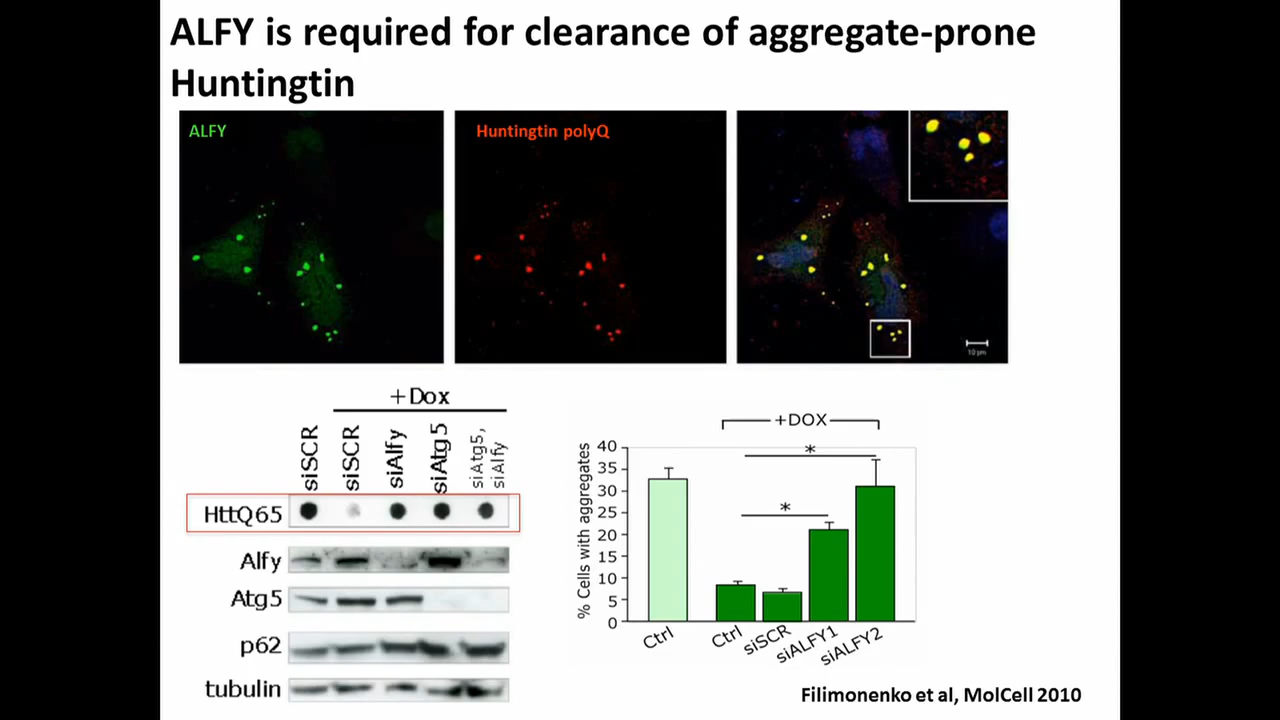 ALFY is required for clearance of aggregate-prone
Huntingtin
ALFY
Huntingtin polyQ
10 µm
+Dox
siSCR
siSCR
siAlfy
siAtg5
siAtg5,
siAlfy
HttQ65
Alfy
Atg5
p62
tubulin
+DOX
*
*
% Cells with aggregates
40
35
30
25
20
15
10
5
0
Ctrl
Ctrl
siSCR
siALFY1
siALFY2
Filimonenko et al, MolCell 2010